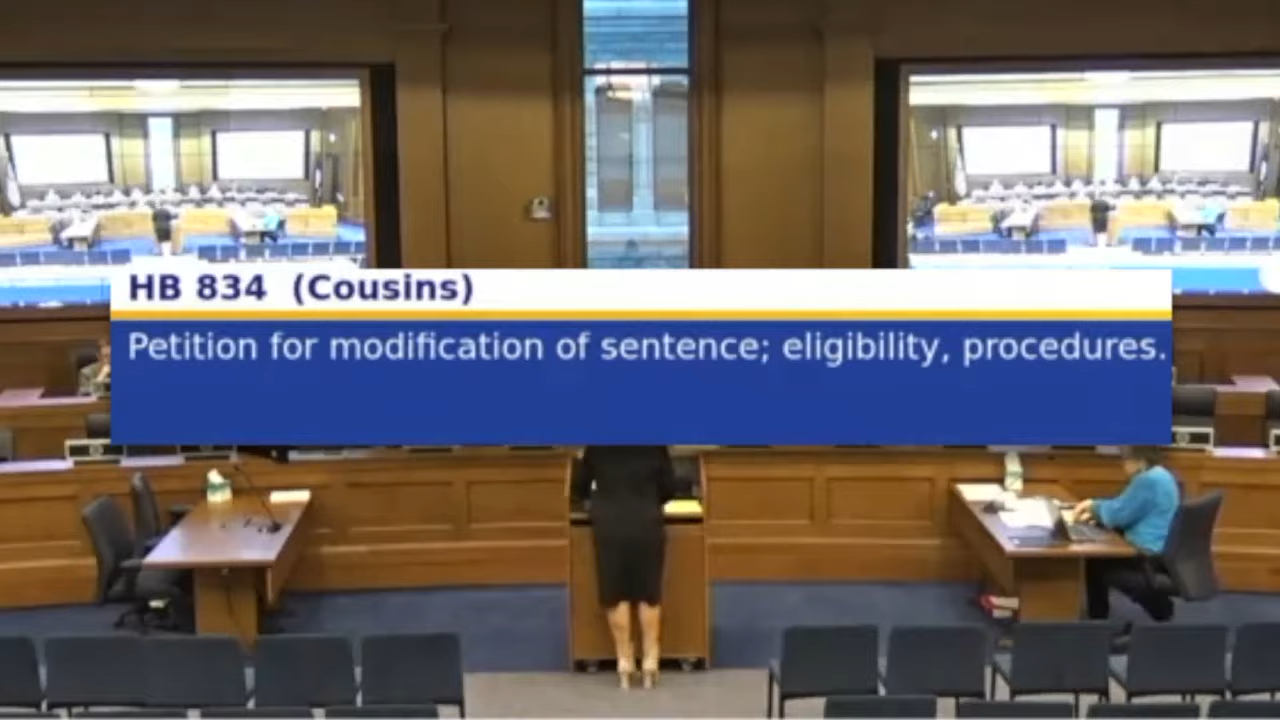 HB 834 (Cousins)
Petition for modification of sentence; eligibility, procedures.